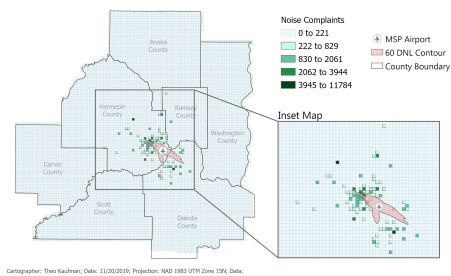 Noise Complaints
0 to 221
222 to 829
830 to 2061
2062 to 3944
3945 to 11784
MSP Airport
60 DNL Contour
County Boundary
Anoka
County
Hennepin
County
Ramsey
County
Washington
County
Carver
County
Scott
County
Dakota
County
Inset Map
Cartographer: Theo Kaufman; Date: 11/20/2019; Projection: NAD 1983 UTM Zone 15N; Data: